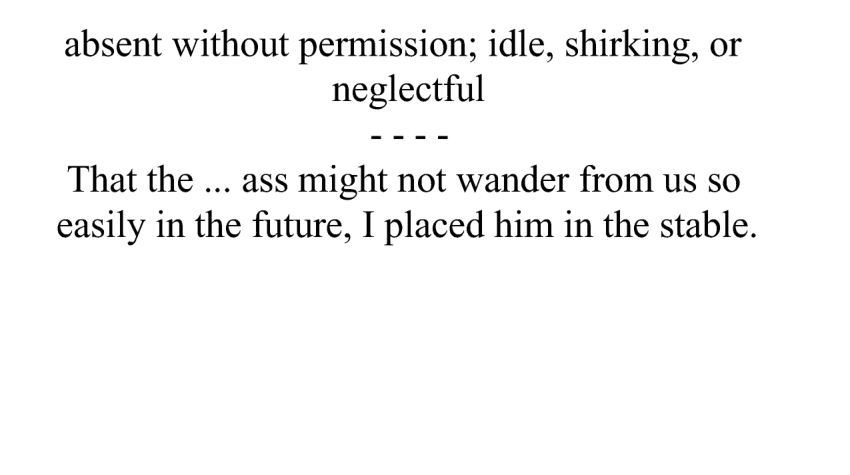 absent without permission; idle, shirking, or
neglectful
- - - -
That the ... ass might not wander from us so
easily in the future, I placed him in the stable.